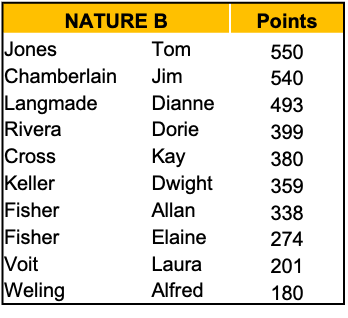 NATURE B Points
Jones Tom 550
Chamberlain Jim 540
Langmade Dianne 493
Rivera Dorie 399
Cross Kay 380
Keller Dwight 359
Fisher Allan 338
Fisher Elaine 274
Voit Laura 201
Weling Alfred 180